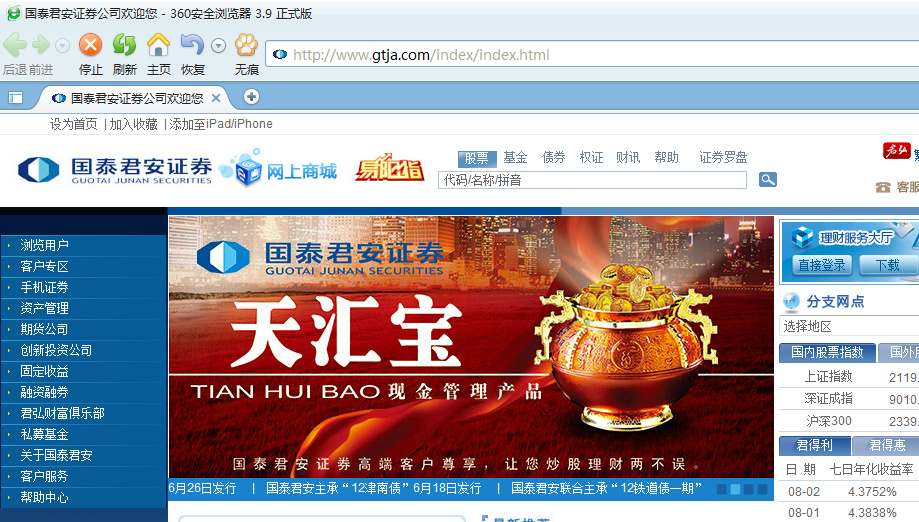 国泰君安证券公司欢迎您 - 360安全浏览器 3.9 正式版
后退 前进 停止 刷新 主页 恢复 无痕
http://www.gtja.com/index/index.html
国泰君安证券公司欢迎您
设为首页 | 加入收藏 | 添加至iPad/iPhone
国泰君安证券
GUOTAI JUNAN SECURITIES
网上商城
易阳指
股票 基金 债券 权证 财讯 帮助 证券罗盘
代码/名称/拼音
君弘
客服
浏览用户
客户专区
手机证券
资产管理
期货公司
创新投资公司
固定收益
融资融券
君弘财富俱乐部
私募基金
关于国泰君安
客户服务
帮助中心
国泰君安证券
GUOTAI JUNAN SECURITIES
天汇宝
TIAN HUI BAO 现金管理产品
国泰君安证券高端客户尊享，让您炒股理财两不误。
6月26日发行 | 国泰君安主承“12津南债”6月18日发行 | 国泰君安联合主承“12铁道债一期”
理财服务大厅
直接登录 下载
分支网点
选择地区
国内股票指数 国外
上证指数 2119.
深证成指 9010.
沪深300 2339.
君得利 君得惠
日 期 七日年化收益率
08-02 4.3752%
08-01 4.3838%